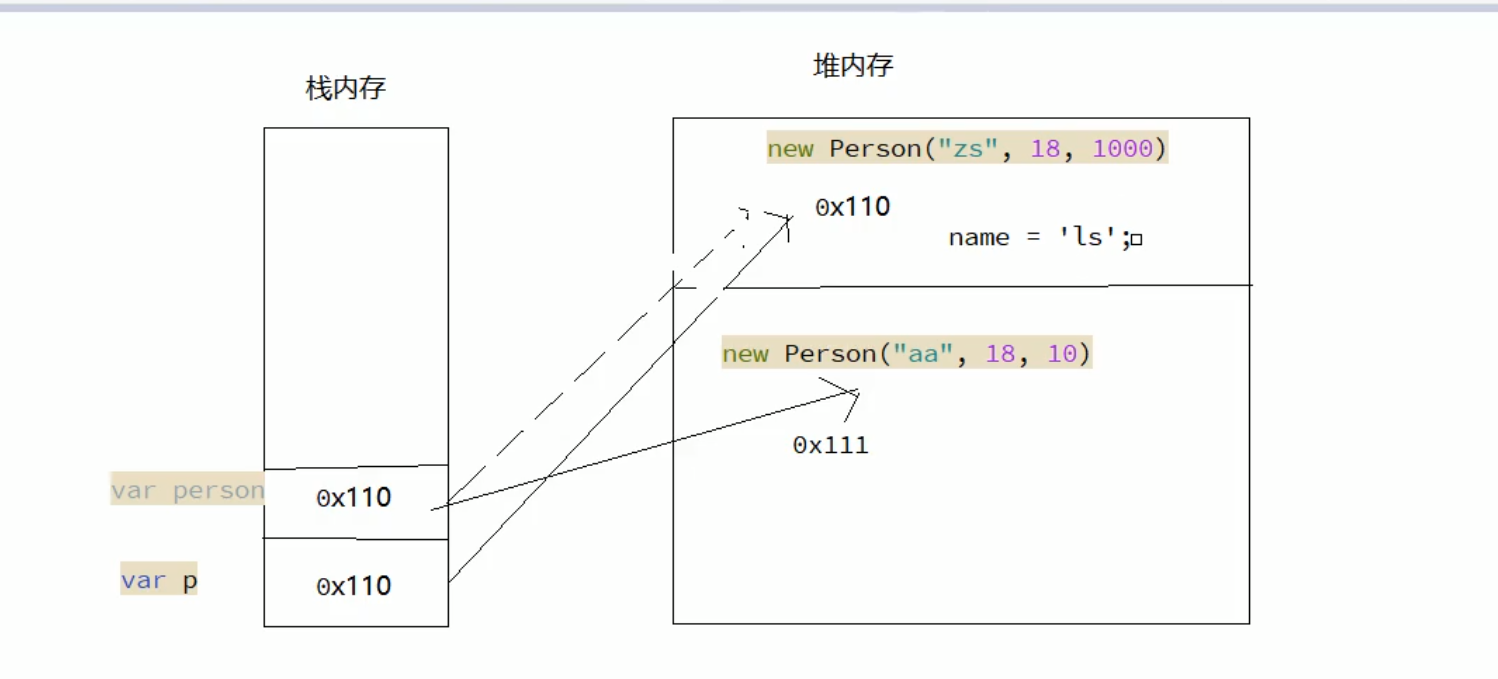 栈内存
堆内存
new Person("zs", 18, 1000)
0x110
name = 'ls';
new Person("aa", 18, 10)
0x111
var person
0x110
var p
0x110